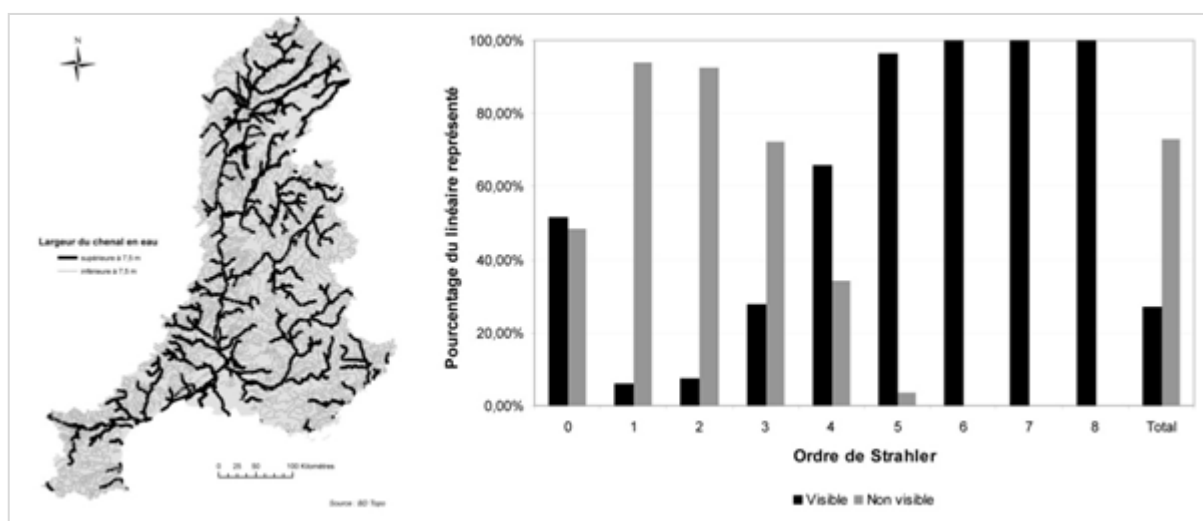 N
Largeur du chenal en eau
supérieure à 7,5 m
inférieure à 7,5 m
0 25 50 100 Kilomètres
Source : BD Topo
Pourcentage du linéaire représenté
100,00%
80,00%
60,00%
40,00%
20,00%
0,00%
0 1 2 3 4 5 6 7 8 Total
Ordre de Strahler
Visible Non visible